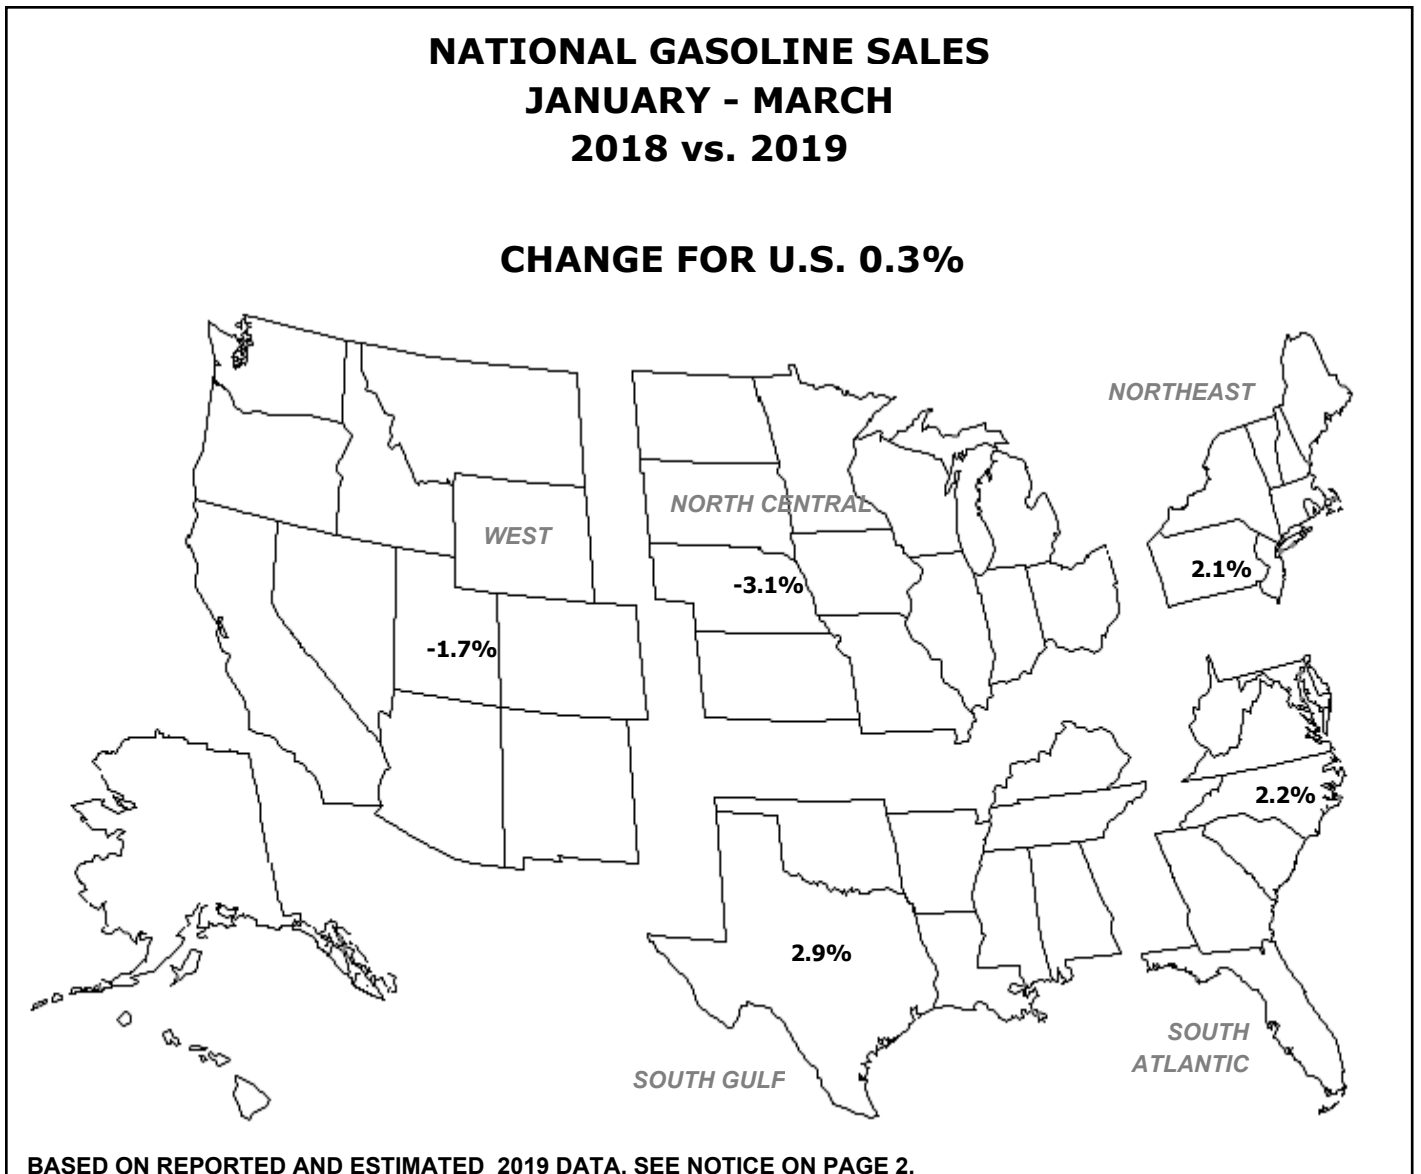 NATIONAL GASOLINE SALES
JANUARY - MARCH
2018 vs. 2019
CHANGE FOR U.S. 0.3%
NORTHEAST
NORTH CENTRAL
WEST
2.1%
-3.1%
-1.7%
2.2%
2.9%
SOUTH
ATLANTIC
SOUTH GULF
BASED ON REPORTED AND ESTIMATED  2019 DATA. SEE NOTICE ON PAGE 2.